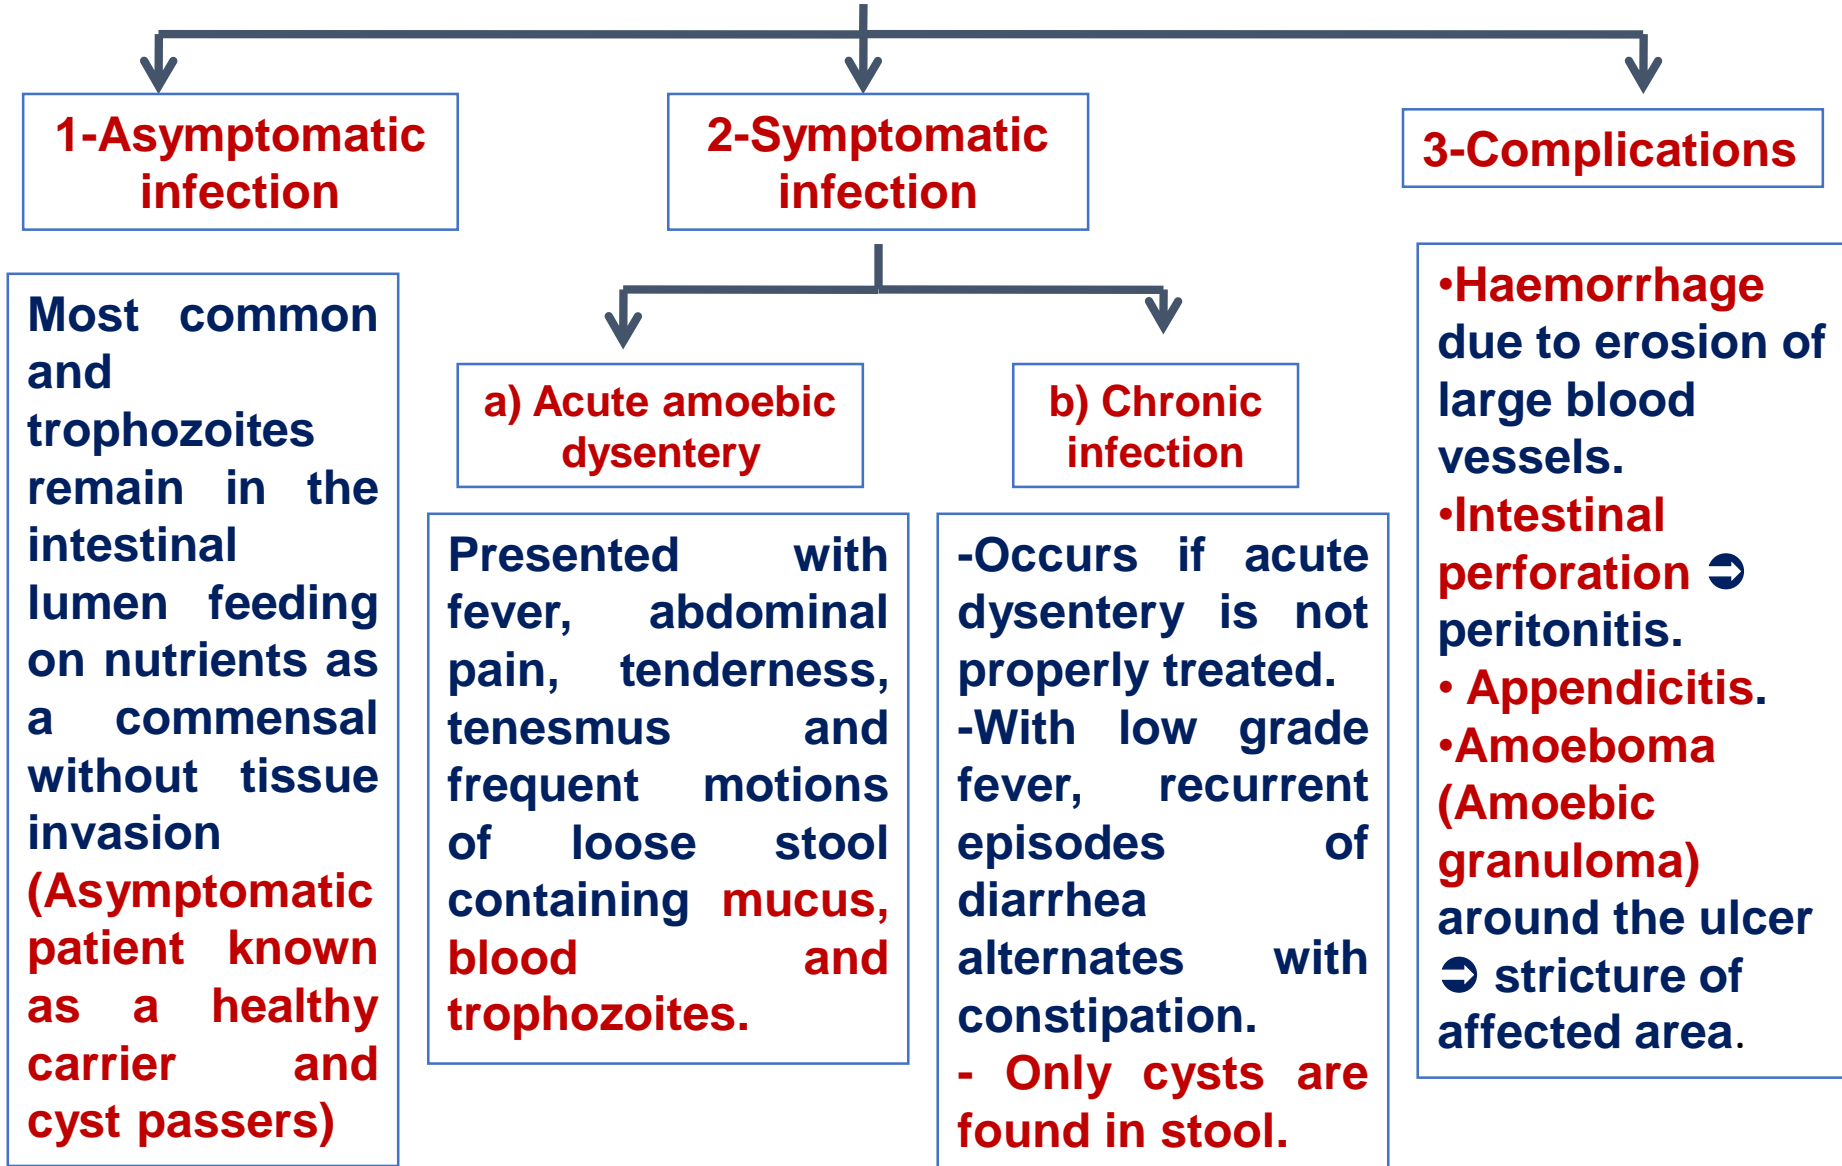 1-Asymptomatic
infection
2-Symptomatic
infection
3-Complications
Most common
and
trophozoites
remain in the
intestinal
lumen feeding
on nutrients as
a commensal
without tissue
invasion
(Asymptomatic
patient known
as a healthy
carrier and
cyst passers)
a) Acute amoebic
dysentery
Presented with
fever, abdominal
pain, tenderness,
tenesmus and
frequent motions
of loose stool
containing mucus,
blood and
trophozoites.
b) Chronic
infection
-Occurs if acute
dysentery is not
properly treated.
-With low grade
fever, recurrent
episodes of
diarrhea
alternates with
constipation.
- Only cysts are
found in stool.
•Haemorrhage
due to erosion of
large blood
vessels.
•Intestinal
perforation ➲
peritonitis.
• Appendicitis.
•Amoeboma
(Amoebic
granuloma)
around the ulcer
➲ stricture of
affected area.